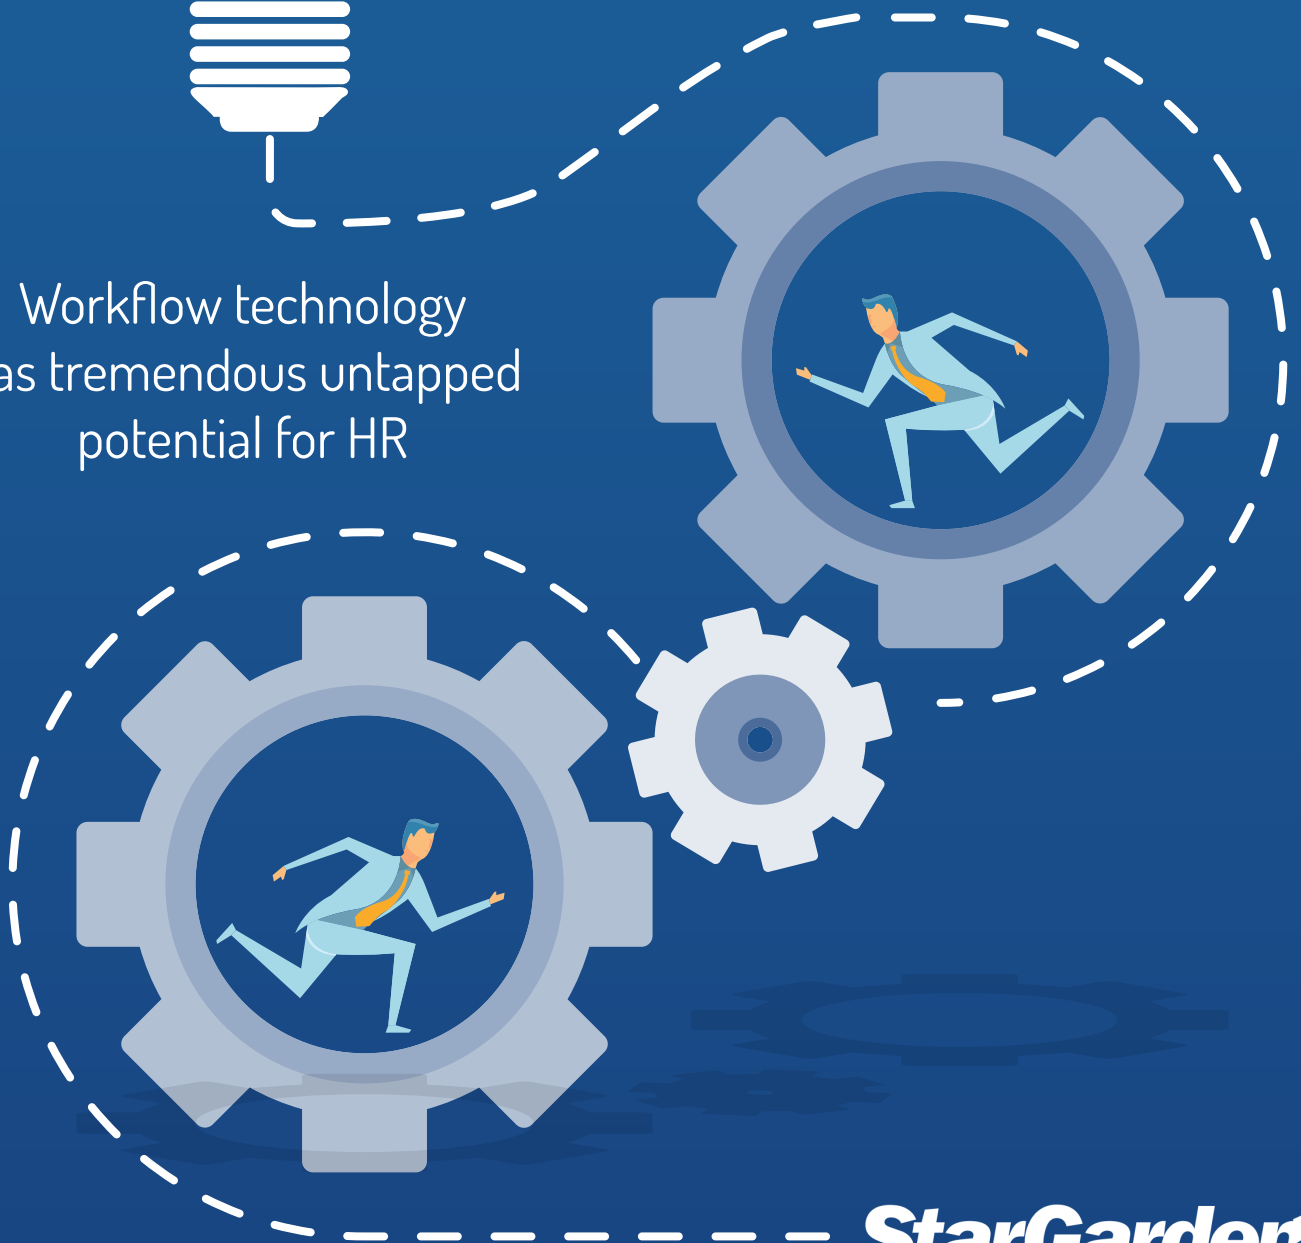 Workflow technology
as tremendous untapped
potential for HR
StarGarden